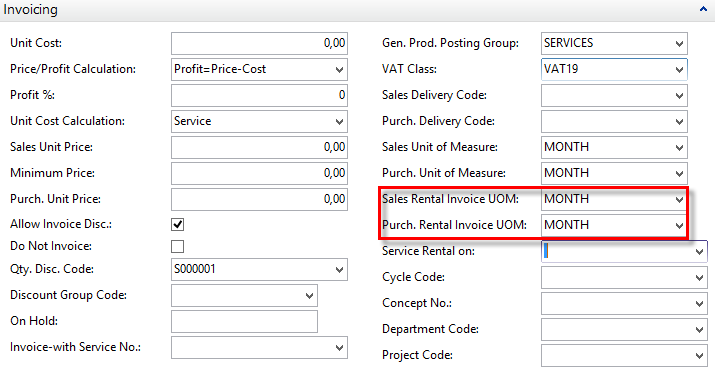 Invoicing
Unit Cost: 0,00
Price/Profit Calculation: Profit=Price-Cost
Profit %: 0
Unit Cost Calculation: Service
Sales Unit Price: 0,00
Minimum Price: 0,00
Purch. Unit Price: 0,00
Allow Invoice Disc.:
Do Not Invoice:
Qty. Disc. Code: S000001
Discount Group Code:
On Hold:
Invoice-with Service No.:
Gen. Prod. Posting Group: SERVICES
VAT Class: VAT19
Sales Delivery Code:
Purch. Delivery Code:
Sales Unit of Measure: MONTH
Purch. Unit of Measure: MONTH
Sales Rental Invoice UOM: MONTH
Purch. Rental Invoice UOM: MONTH
Service Rental on:
Cycle Code:
Concept No.:
Department Code:
Project Code: